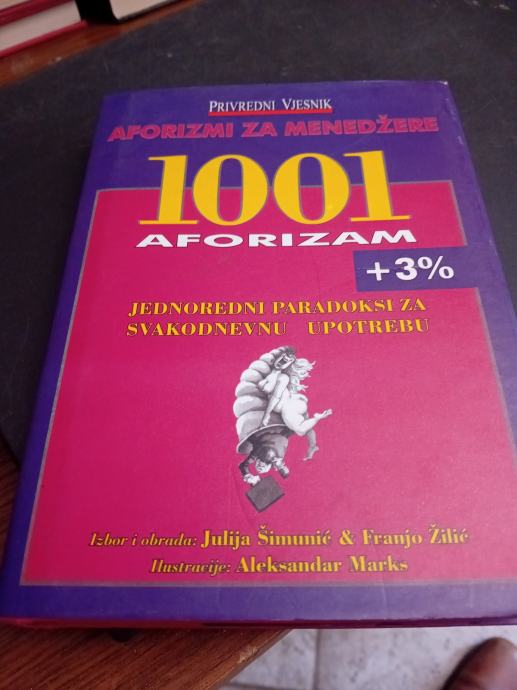 PRIVREDNI VJESNIK
AFORIZMI ZA MENEDŽERE
1001
AFORIZAM
+3%
JEDNOREDNI PARADOKSI ZA
SVAKODNEVNU UPOTREBU
Izbor i obrada: Julija Šimunić & Franjo Žilić
Ilustracije: Aleksandar Marks